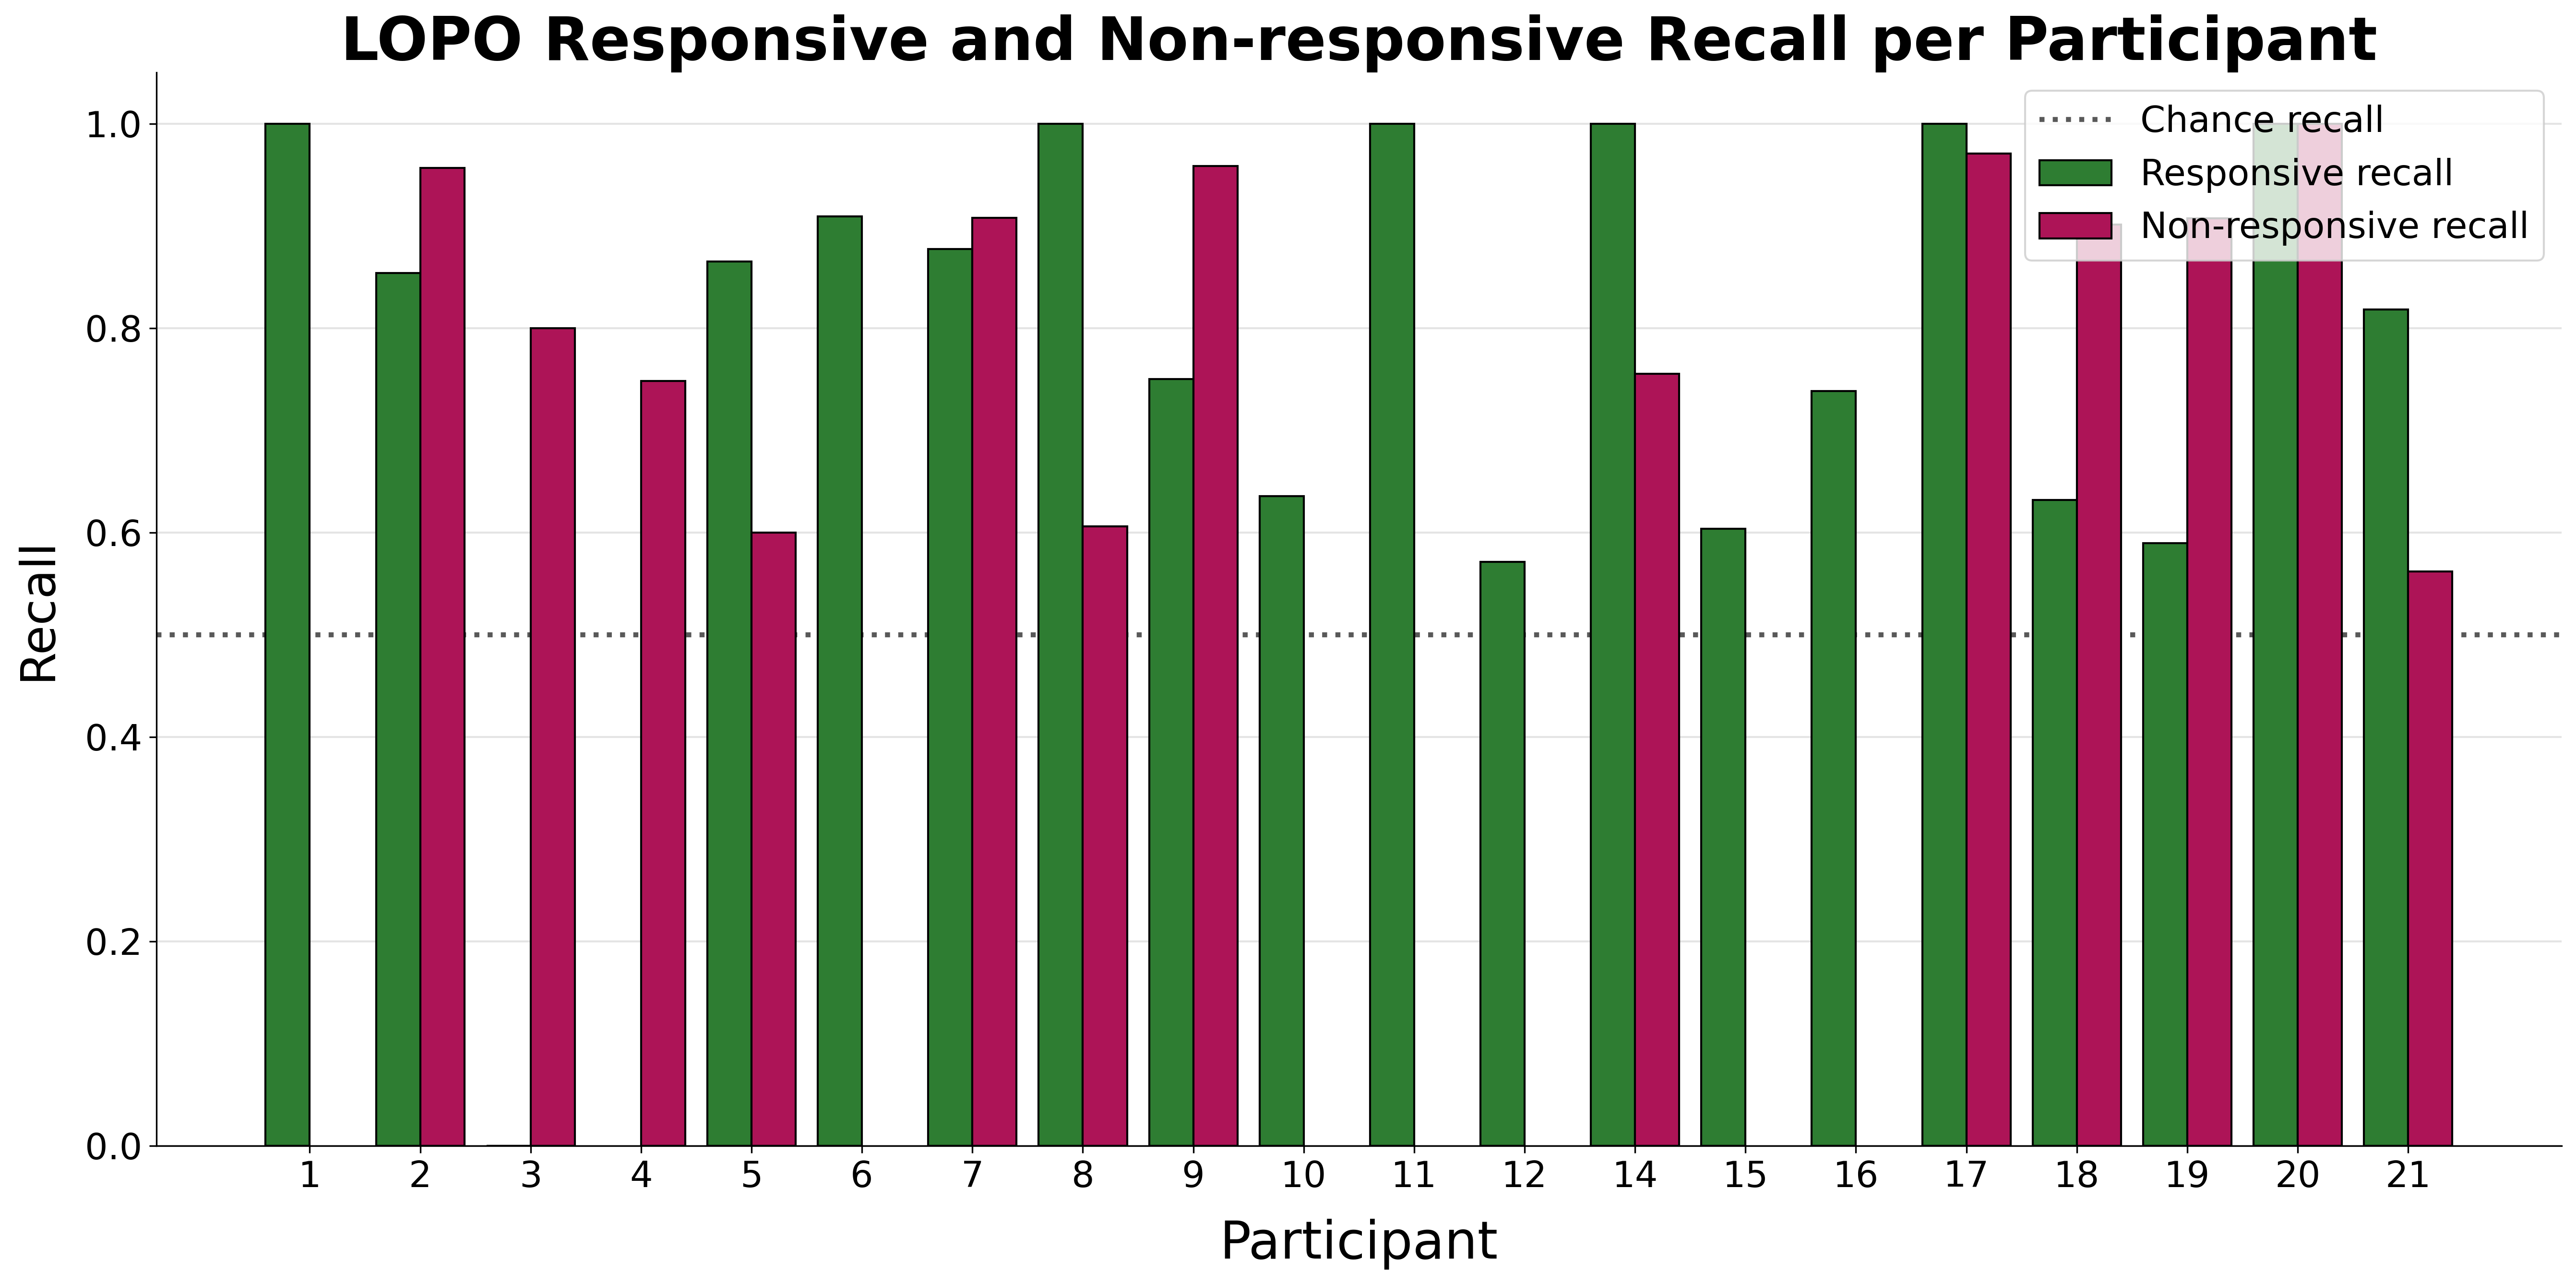 LOPO Responsive and Non-responsive Recall per Participant
Chance recall
Responsive recall
Non-responsive recall
Recall
1.0
0.8
0.6
0.4
0.2
0.0
1 2 3 4 5 6 7 8 9 10 11 12 14 15 16 17 18 19 20 21
Participant